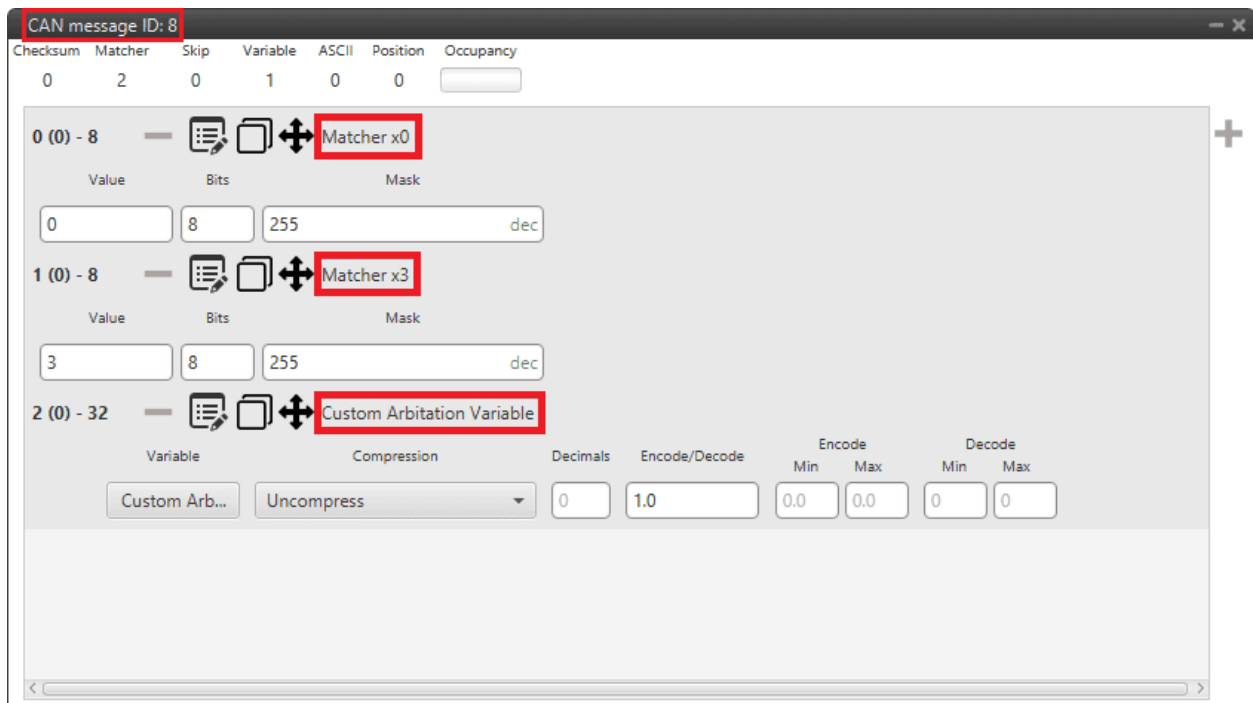 CAN message ID: 8
Checksum Matcher Skip Variable ASCII Position Occupancy
0 2 0 1 0 0
0 (0) - 8 Matcher x0
Value Bits Mask
0 8 255 dec
1 (0) - 8 Matcher x3
Value Bits Mask
3 8 255 dec
2 (0) - 32 Custom Arbitation Variable
Variable Compression Decimals Encode/Decode Encode Decode
Min Max Min Max
Custom Arb... Uncompress 0 1.0 0.0 0.0 0 0